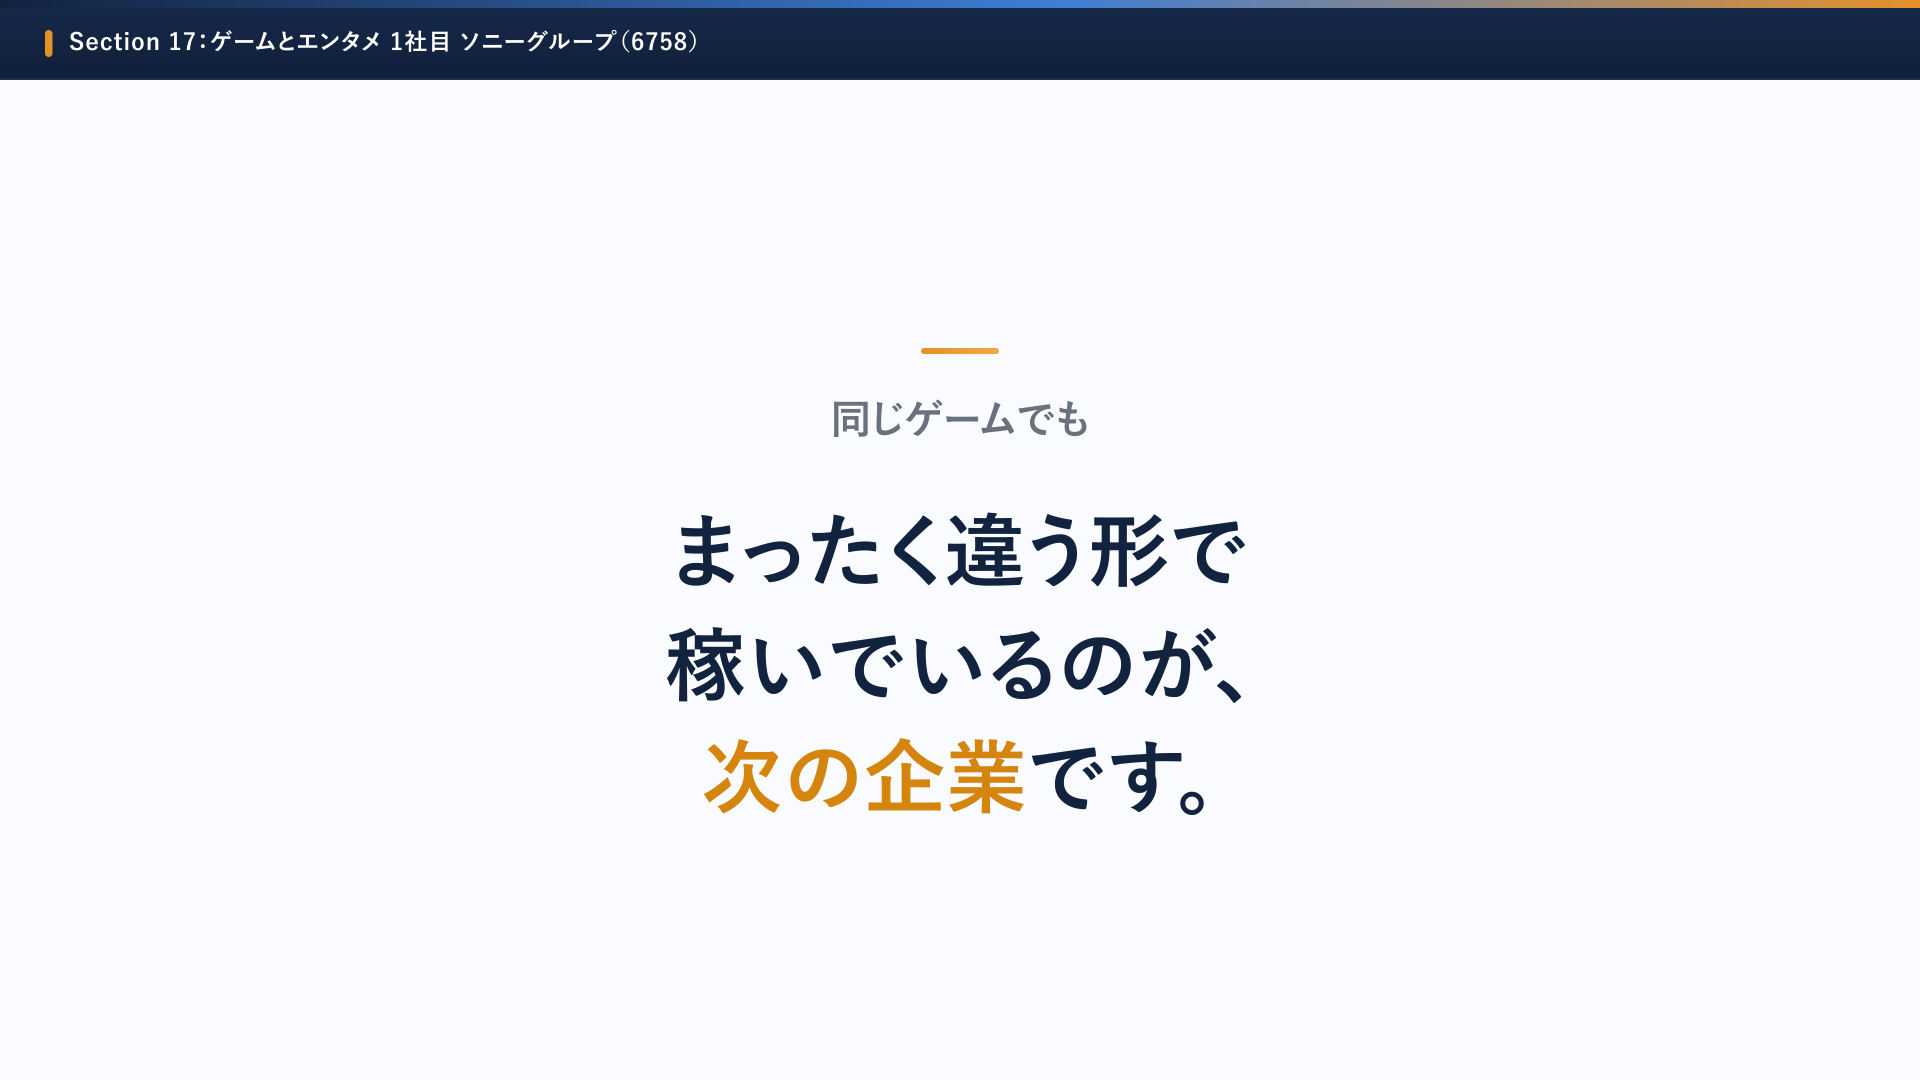 Section 17：ゲームとエンタメ 1社目 ソニーグループ（6758）
同じゲームでも
まったく違う形で
稼いでいるのが、
次の企業です。